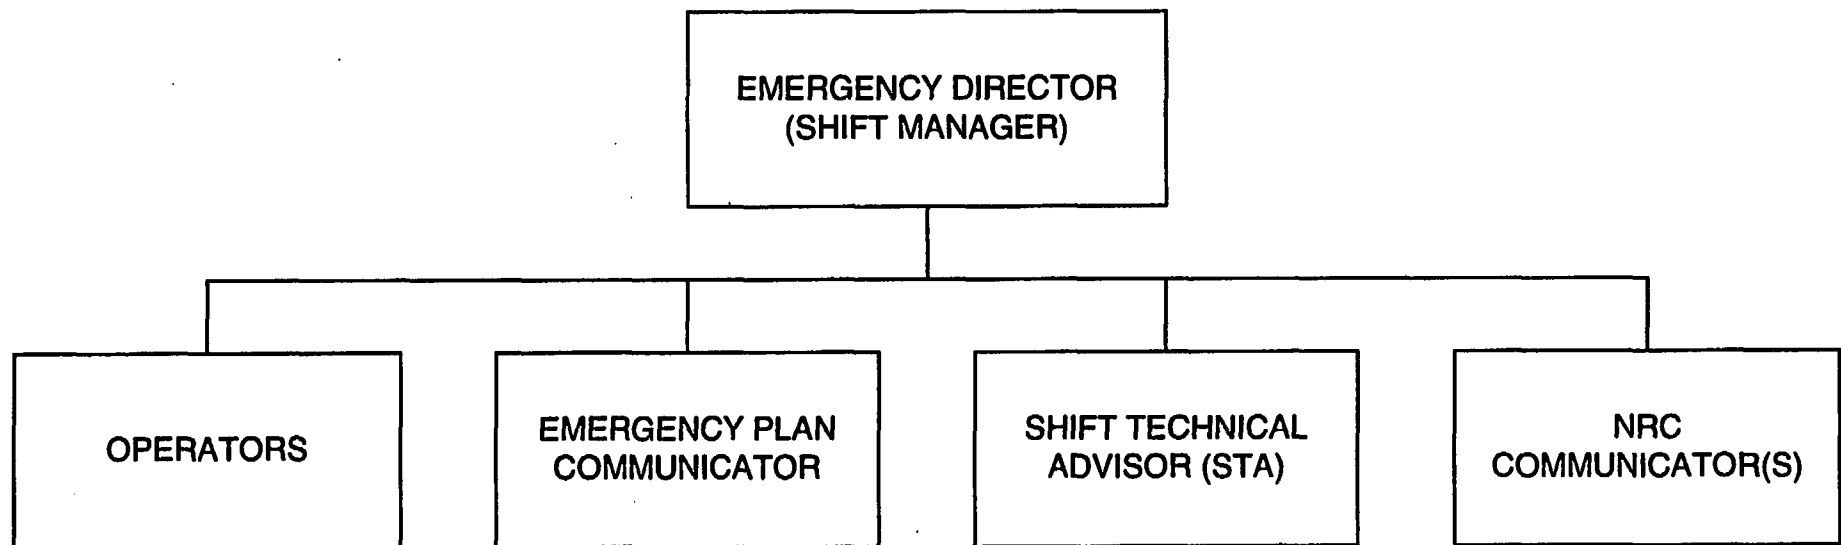 EMERGENCY DIRECTOR
(SHIFT MANAGER)
OPERATORS
EMERGENCY PLAN
COMMUNICATOR
SHIFT TECHNICAL
ADVISOR (STA)
NRC
COMMUNICATOR(S)